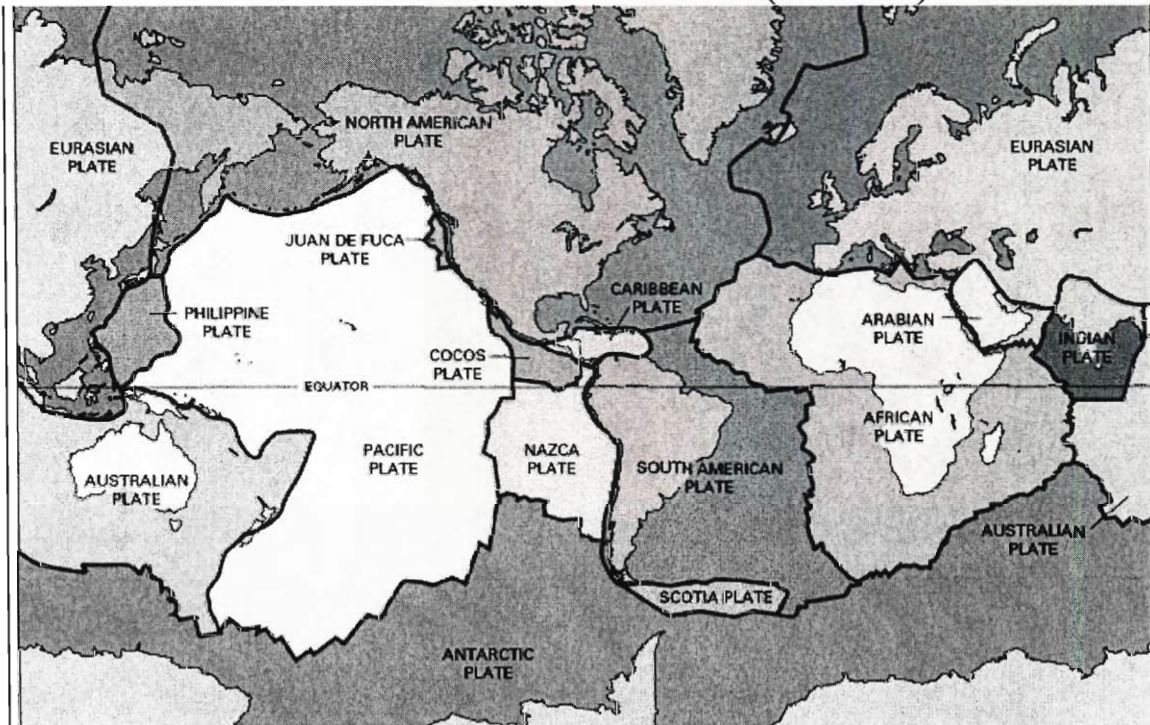 NORTH AMERICAN
PLATE
EURASIAN
PLATE
EURASIAN
PLATE
JUAN DE FUCA
PLATE
CARIBBEAN
PLATE
PHILIPPINE
PLATE
ARABIAN
PLATE
INDIAN
PLATE
COCOS
PLATE
EQUATOR
AFRICAN
PLATE
PACIFIC
PLATE
NAZCA
PLATE
SOUTH AMERICAN
PLATE
AUSTRALIAN
PLATE
AUSTRALIAN
PLATE
SCOTIA PLATE
ANTARCTIC
PLATE